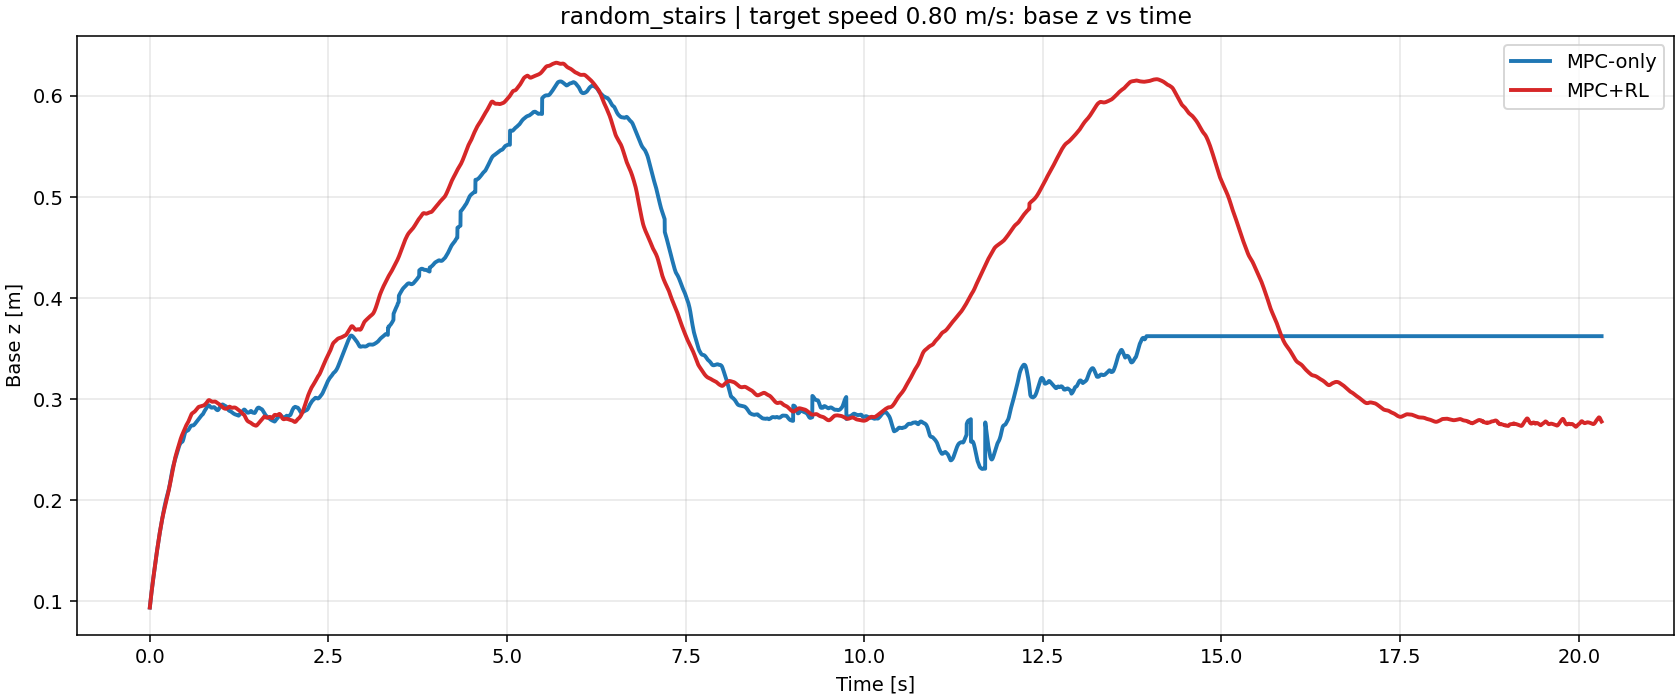 random_stairs | target speed 0.80 m/s: base z vs time
MPC-only
MPC+RL
Base z [m]
0.6
0.5
0.4
0.3
0.2
0.1
0.0 2.5 5.0 7.5 10.0 12.5 15.0 17.5 20.0
Time [s]